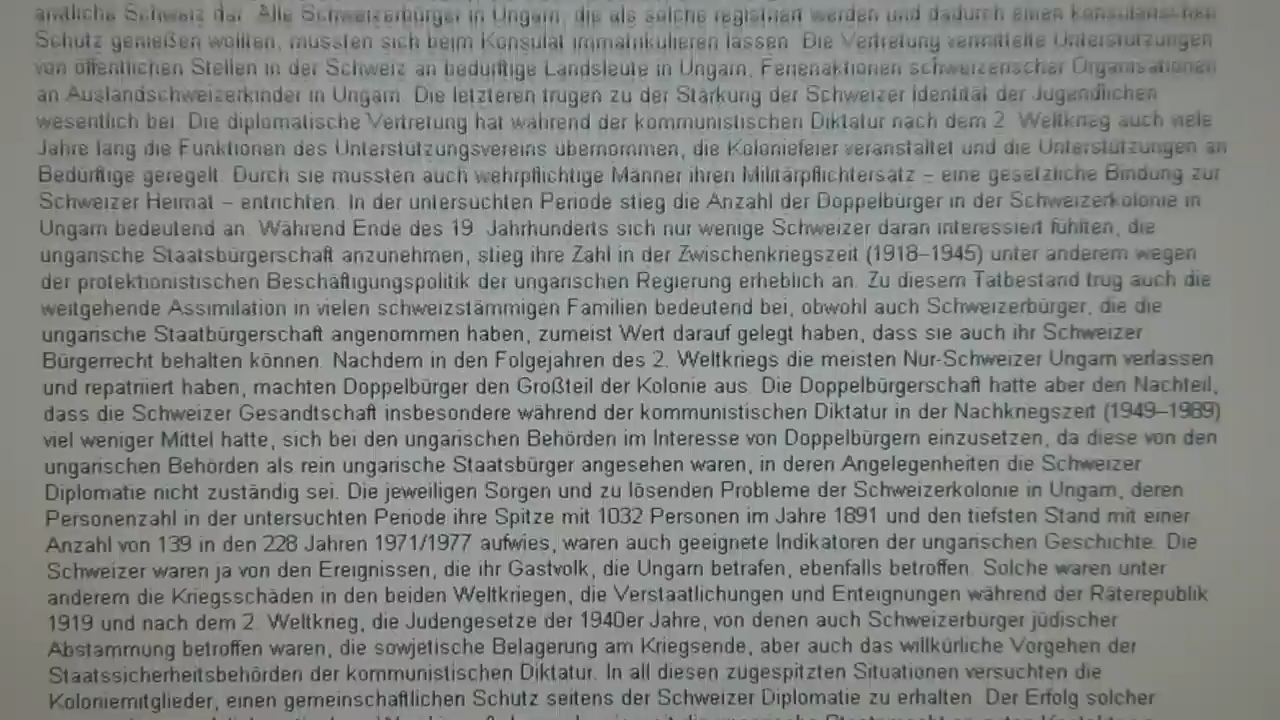 amtliche Schweiz dar. Alle Schweizerbürger in Ungarn, die als solche registriert werden und dadurch einen konsularischen
Schutz genießen wollten, mussten sich beim Konsulat immatrikulieren lassen. Die Vertretung vermittelte Unterstützungen
von öffentlichen Stellen in der Schweiz an bedürftige Landsleute in Ungarn, Ferienaktionen schweizerischer Organisationen
an Auslandschweizerkinder in Ungarn. Die letzteren trugen zu der Stärkung der Schweizer Identität der Jugendlichen
wesentlich bei. Die diplomatische Vertretung hat während der kommunistischen Diktatur nach dem 2. Weltkrieg auch viele
Jahre lang die Funktionen des Unterstützungsvereins übernommen, die Koloniefeier veranstaltet und die Unterstützungen an
Bedürftige geregelt. Durch sie mussten auch wehrpflichtige Männer ihren Militärpflichtersatz – eine gesetzliche Bindung zur
Schweizer Heimat – entrichten. In der untersuchten Periode stieg die Anzahl der Doppelbürger in der Schweizerkolonie in
Ungarn bedeutend an. Während Ende des 19. Jahrhunderts sich nur wenige Schweizer daran interessiert fühlten, die
ungarische Staatsbürgerschaft anzunehmen, stieg ihre Zahl in der Zwischenkriegszeit (1918–1945) unter anderem wegen
der protektionistischen Beschäftigungspolitik der ungarischen Regierung erheblich an. Zu diesem Tatbestand trug auch die
weitgehende Assimilation in vielen schweizstämmigen Familien bedeutend bei, obwohl auch Schweizerbürger, die die
ungarische Staatbürgerschaft angenommen haben, zumeist Wert darauf gelegt haben, dass sie auch ihr Schweizer
Bürgerrecht behalten können. Nachdem in den Folgejahren des 2. Weltkriegs die meisten Nur-Schweizer Ungarn verlassen
und repatriiert haben, machten Doppelbürger den Großteil der Kolonie aus. Die Doppelbürgerschaft hatte aber den Nachteil,
dass die Schweizer Gesandtschaft insbesondere während der kommunistischen Diktatur in der Nachkriegszeit (1949–1989)
viel weniger Mittel hatte, sich bei den ungarischen Behörden im Interesse von Doppelbürgern einzusetzen, da diese von den
ungarischen Behörden als rein ungarische Staatsbürger angesehen waren, in deren Angelegenheiten die Schweizer
Diplomatie nicht zuständig sei. Die jeweiligen Sorgen und zu lösenden Probleme der Schweizerkolonie in Ungarn, deren
Personenzahl in der untersuchten Periode ihre Spitze mit 1032 Personen im Jahre 1891 und den tiefsten Stand mit einer
Anzahl von 139 in den 228 Jahren 1971/1977 aufwies, waren auch geeignete Indikatoren der ungarischen Geschichte. Die
Schweizer waren ja von den Ereignissen, die ihr Gastvolk, die Ungarn betrafen, ebenfalls betroffen. Solche waren unter
anderem die Kriegsschäden in den beiden Weltkriegen, die Verstaatlichungen und Enteignungen während der Räterepublik
1919 und nach dem 2. Weltkrieg, die Judengesetze der 1940er Jahre, von denen auch Schweizerbürger jüdischer
Abstammung betroffen waren, die sowjetische Belagerung am Kriegsende, aber auch das willkürliche Vorgehen der
Staatssicherheitsbehörden der kommunistischen Diktatur. In all diesen zugespitzten Situationen versuchten die
Koloniemitglieder, einen gemeinschaftlichen Schutz seitens der Schweizer Diplomatie zu erhalten. Der Erfolg solcher